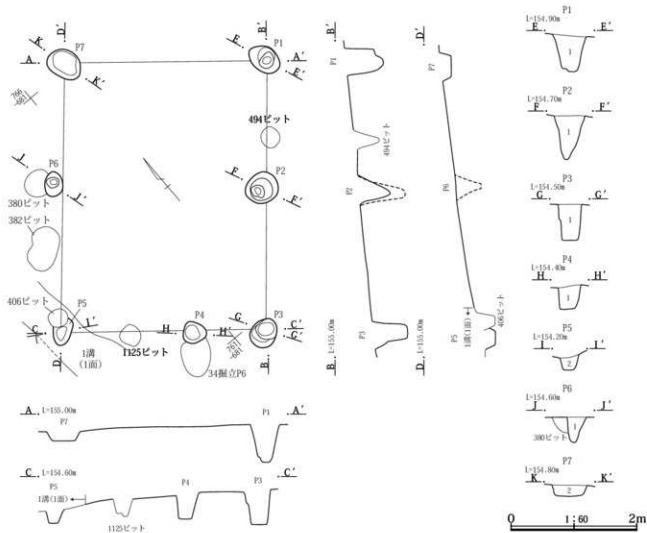 K D′ P7 B′ E P1
A K′ A′ E′
766
-681
494ピット
J P6 F P2
J′ F′
380ピット
382ピット
406ピット P5 P4 G P3
C I′ H H′ C′
G′
761
-681
D 1溝
(1面) 1125ピット B
34掘立P6
A L=155.00m A′
P7 P1
C L=154.60m C′
P5 P4 P3
1溝(1面)
1125ピット
B′ D′
P1 P7
494ピット
P2 P6
P3 1溝(1面) P5 406ピット
B L=155.00m D L=155.00m
P1
E L=154.90m E′
1
P2
F L=154.70m F′
1
P3
L=154.50m
G G′
1
P4
L=154.40m
H H′
1
P5
L=154.20m
I I′
2
P6
L=154.60m
J J′
1
380ピット
P7
L=154.80m
K K′
2
0 1:60 2m